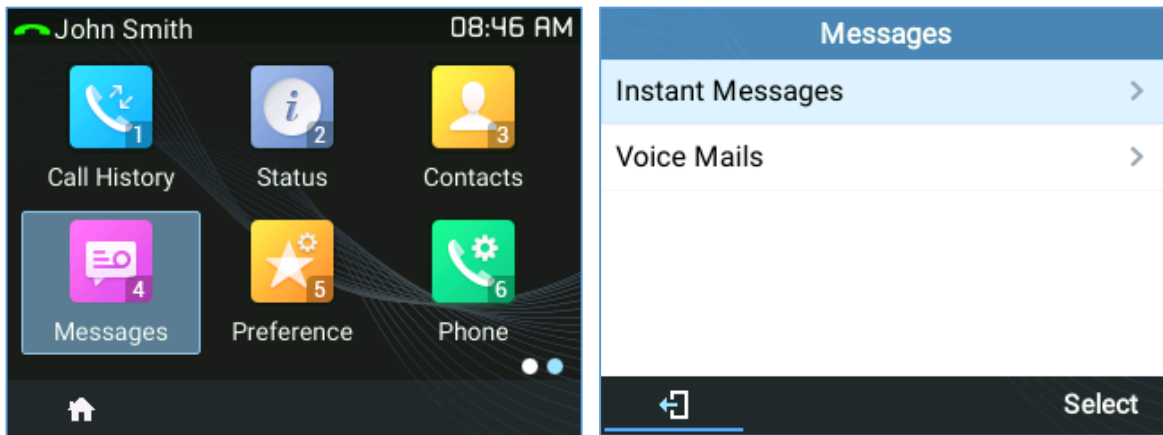 John Smith 08:46 AM
1 i 2 3
Call History Status Contacts
4 5 6
Messages Preference Phone
Messages
Instant Messages
Voice Mails
Select